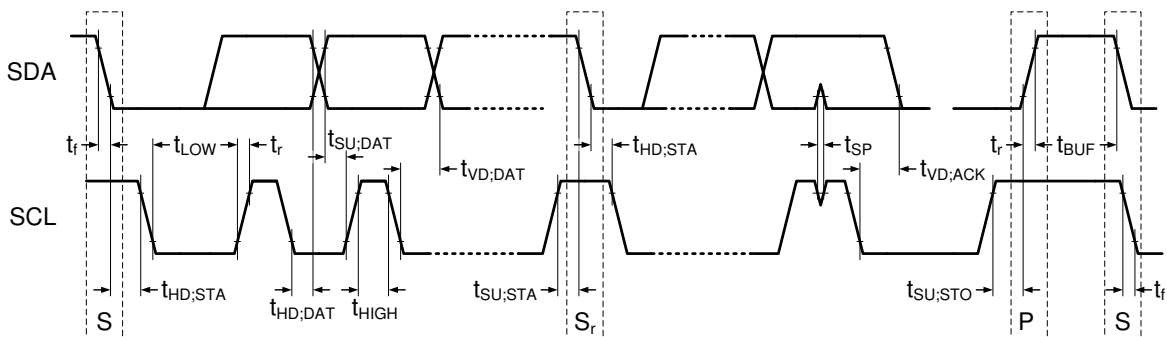 SDA
t_f
t_LOW
t_r
t_SU;DAT
t_VD;DAT
t_HD;STA
t_SP
t_VD;ACK
t_r
t_BUF
SCL
t_HD;STA
t_HD;DAT
t_HIGH
t_SU;STA
t_SU;STO
t_f
S
S_r
P
S